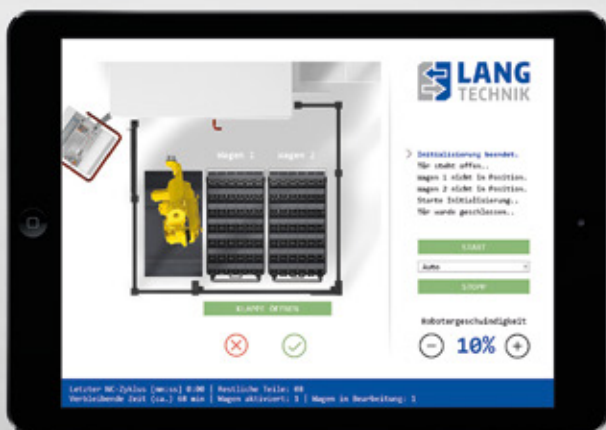 LANG
TECHNIK
Wagen 1 Wagen 2
> Initialisierung beendet.
Tür steht offen..
Wagen 1 nicht in Position.
Wagen 2 nicht in Position.
Starte Initialisierung..
Tür wurde geschlossen..
START
Auto
STOPP
KLAPPE ÖFFNEN
Robotergeschwindigkeit
10%
Letzter NC-Zyklus [mm:ss] 0:00 | Restliche Teile: 08
Verbleibende Zeit (ca.) 60 min | Wagen aktiviert: 1 | Wagen in Bearbeitung: 1